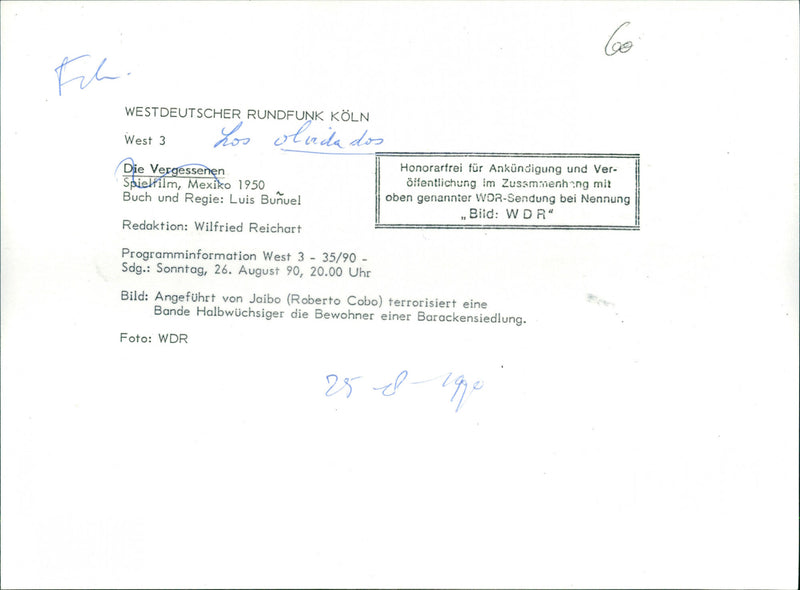 60
WESTDEUTSCHER RUNDFUNK KÖLN
West 3
Los olvidados
Die Vergessenen
Spielfilm, Mexiko 1950
Buch und Regie: Luis Buñuel
Honorarfrei für Ankündigung und Ver-
öffentlichung im Zusammenhang mit
oben genannter WDR-Sendung bei Nennung
„Bild: WDR“
Redaktion: Wilfried Reichart
Programminformation West 3 - 35/90 -
Sdg.: Sonntag, 26. August 90, 20.00 Uhr
Bild: Angeführt von Jaibo (Roberto Cobo) terrorisiert eine
Bande Halbwüchsiger die Bewohner einer Barackensiedlung.
Foto: WDR
25-8-1990